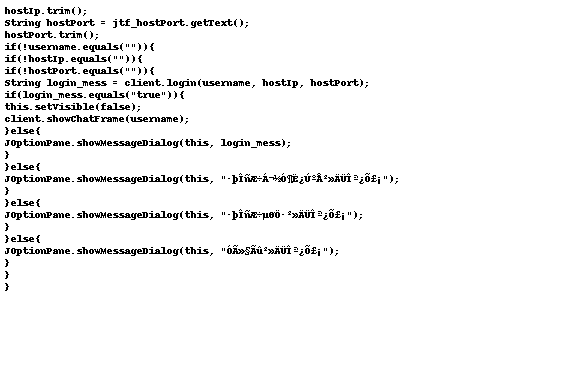 hostIp.trim();
String hostPort = jtf_hostPort.getText();
hostPort.trim();
if(!username.equals("")){
if(!hostIp.equals("")){
if(!hostPort.equals("")){
String login_mess = client.login(username, hostIp, hostPort);
if(login_mess.equals("true")){
this.setVisible(false);
client.showChatFrame(username);
}else{
JOptionPane.showMessageDialog(this, login_mess);
}
}else{
JOptionPane.showMessageDialog(this, "·þÎñÆ÷Á¬½Ó¶Ë¿ÚºÅ²»ÄÜÎª¿Õ£¡");
}
}else{
JOptionPane.showMessageDialog(this, "·þÎñÆ÷µØÖ·²»ÄÜÎª¿Õ£¡");
}
}else{
JOptionPane.showMessageDialog(this, "ÓÃ»§Ãû²»ÄÜÎª¿Õ£¡");
}
}
}